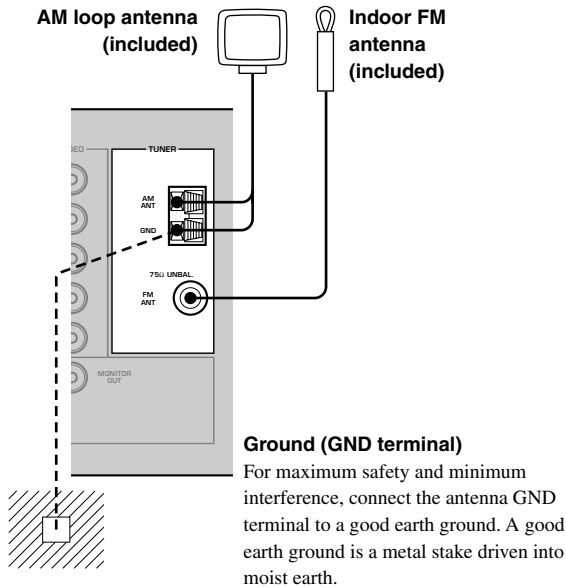 AM loop antenna
(included)
Indoor FM
antenna
(included)
TUNER
AM
ANT
GND
75Ω UNBAL.
FM
ANT
MONITOR
OUT
Ground (GND terminal)
For maximum safety and minimum
interference, connect the antenna GND
terminal to a good earth ground. A good
earth ground is a metal stake driven into
moist earth.